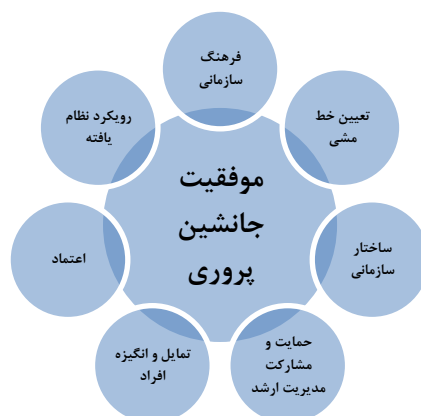 فرهنگ
سازمانی
تعیین خط
مشی
ساختار
سازمانی
حمایت و
مشارکت
مدیریت ارشد
تمایل و انگیزه
افراد
اعتماد
رویکرد نظام
یافته
موفقیت
جانشین
پروری